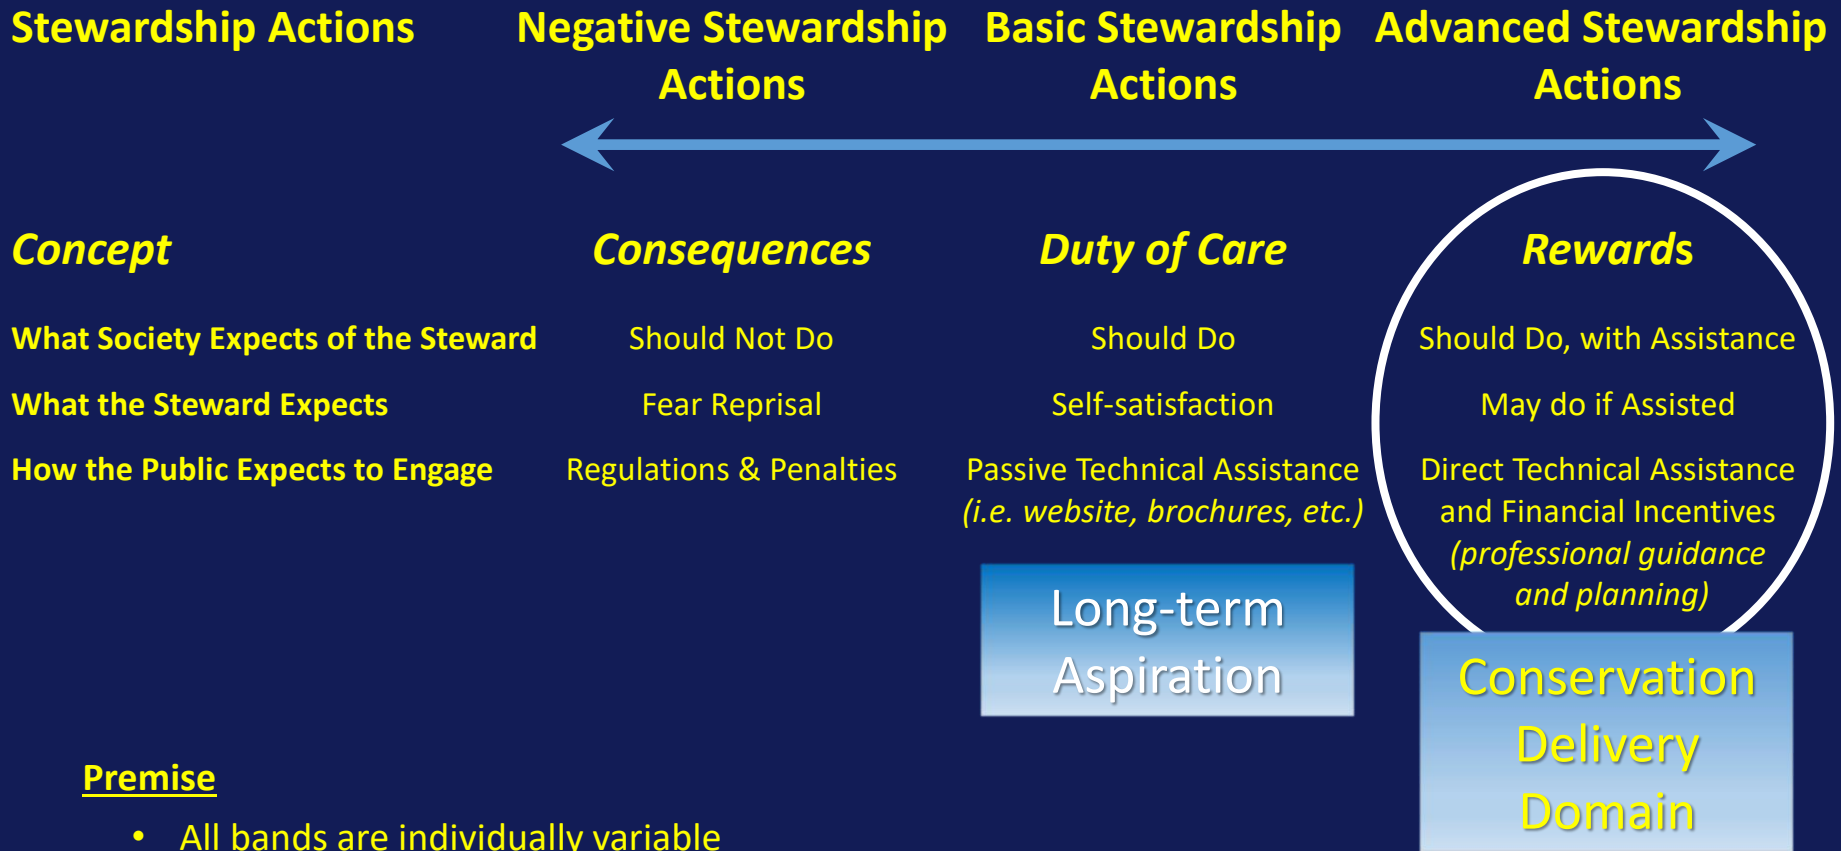 Stewardship Actions Negative Stewardship Basic Stewardship Advanced Stewardship
Actions Actions Actions
Concept Consequences Duty of Care Rewards
What Society Expects of the Steward Should Not Do Should Do Should Do, with Assistance
What the Steward Expects Fear Reprisal Self-satisfaction May do if Assisted
How the Public Expects to Engage Regulations & Penalties Passive Technical Assistance Direct Technical Assistance
(i.e. website, brochures, etc.) and Financial Incentives
(professional guidance
and planning)
Long-term
Aspiration
Conservation
Delivery
Domain
Premise
• All bands are individually variable